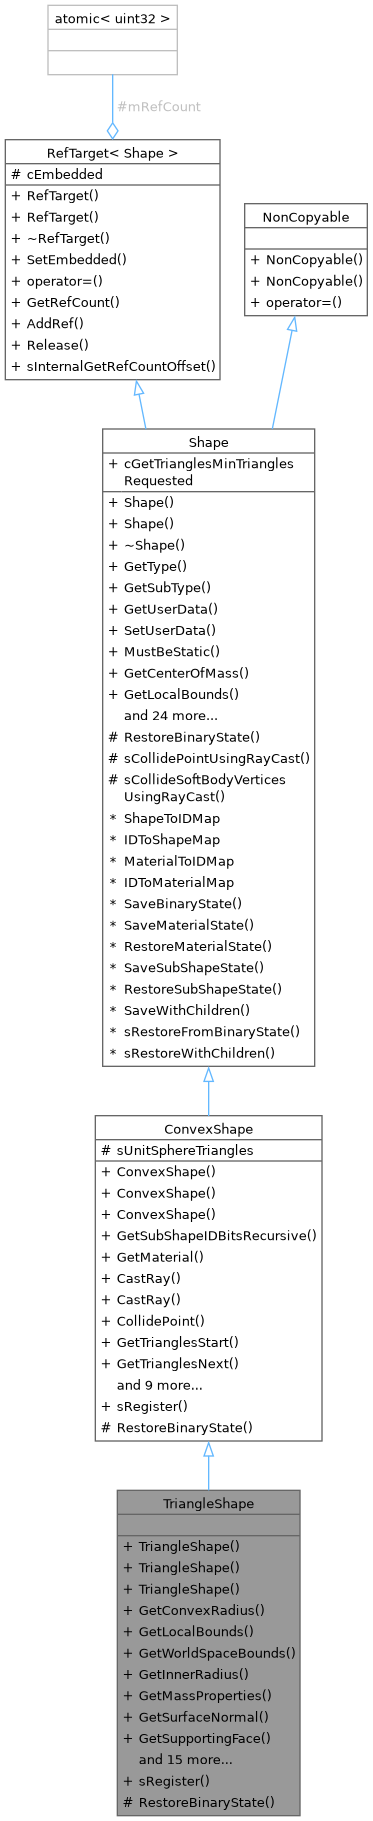 atomic< uint32 >
#mRefCount
RefTarget< Shape >
# cEmbedded
+ RefTarget()
+ RefTarget()
+ ~RefTarget()
+ SetEmbedded()
+ operator=()
+ GetRefCount()
+ AddRef()
+ Release()
+ sInternalGetRefCountOffset()
NonCopyable
+ NonCopyable()
+ NonCopyable()
+ operator=()
Shape
+ cGetTrianglesMinTriangles
Requested
+ Shape()
+ Shape()
+ ~Shape()
+ GetType()
+ GetSubType()
+ GetUserData()
+ SetUserData()
+ MustBeStatic()
+ GetCenterOfMass()
+ GetLocalBounds()
and 24 more...
# RestoreBinaryState()
# sCollidePointUsingRayCast()
# sCollideSoftBodyVertices
UsingRayCast()
* ShapeToIDMap
* IDToShapeMap
* MaterialToIDMap
* IDToMaterialMap
* SaveBinaryState()
* SaveMaterialState()
* RestoreMaterialState()
* SaveSubShapeState()
* RestoreSubShapeState()
* SaveWithChildren()
* sRestoreFromBinaryState()
* sRestoreWithChildren()
ConvexShape
# sUnitSphereTriangles
+ ConvexShape()
+ ConvexShape()
+ ConvexShape()
+ GetSubShapeIDBitsRecursive()
+ GetMaterial()
+ CastRay()
+ CastRay()
+ CollidePoint()
+ GetTrianglesStart()
+ GetTrianglesNext()
and 9 more...
+ sRegister()
# RestoreBinaryState()
TriangleShape
+ TriangleShape()
+ TriangleShape()
+ TriangleShape()
+ GetConvexRadius()
+ GetLocalBounds()
+ GetWorldSpaceBounds()
+ GetInnerRadius()
+ GetMassProperties()
+ GetSurfaceNormal()
+ GetSupportingFace()
and 15 more...
+ sRegister()
# RestoreBinaryState()